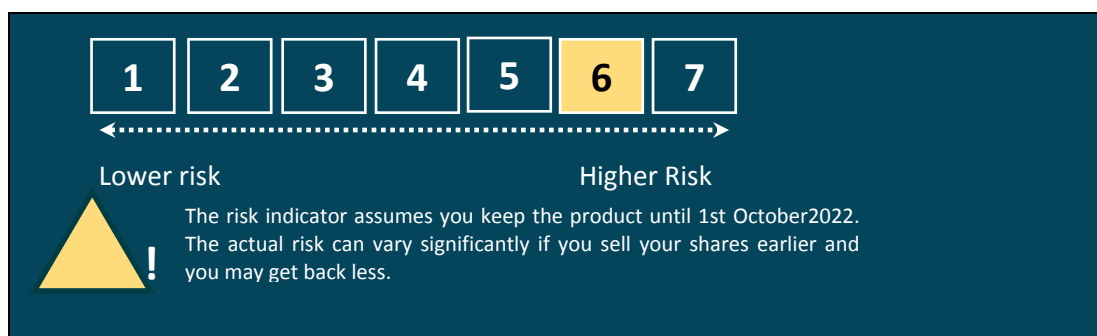 1 2 3 4 5 6 7
Lower risk Higher Risk
The risk indicator assumes you keep the product until 1st October2022.
The actual risk can vary significantly if you sell your shares earlier and
! you may get back less.